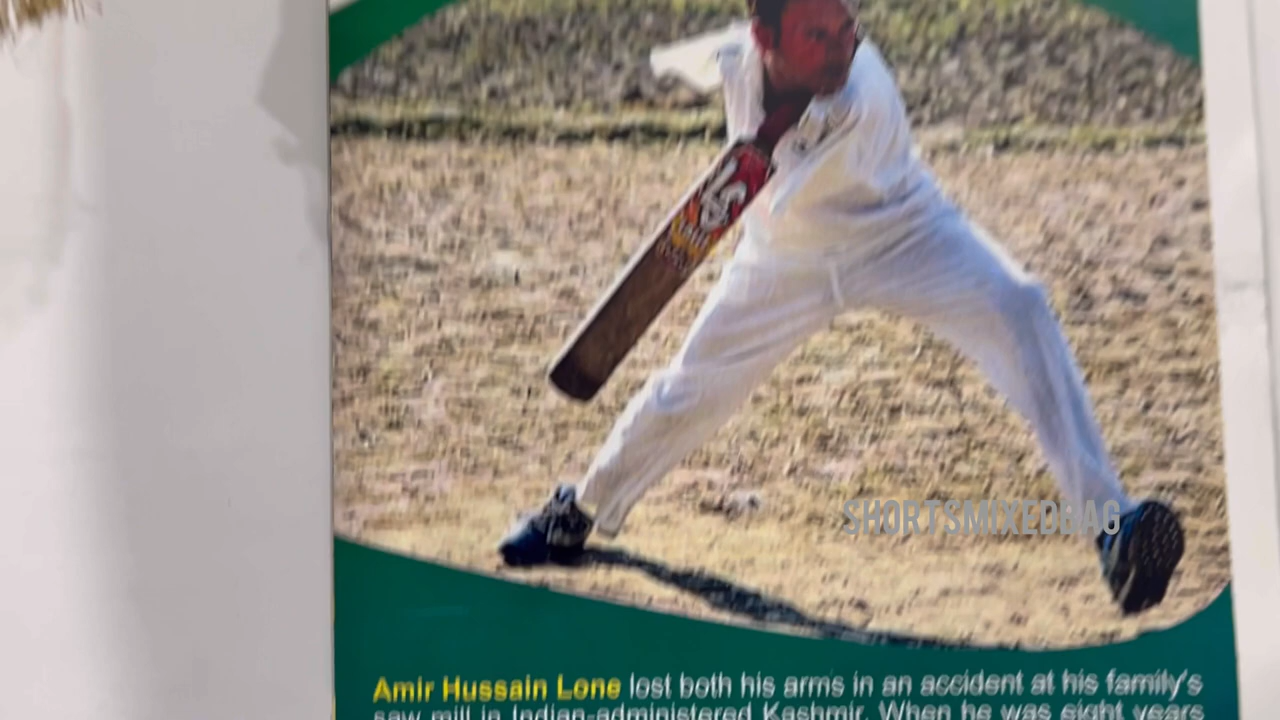 SHORTSMIXEDBAG
Amir Hussain Lone lost both his arms in an accident at his family's
saw mill in Indian-administered Kashmir. When he was eight years